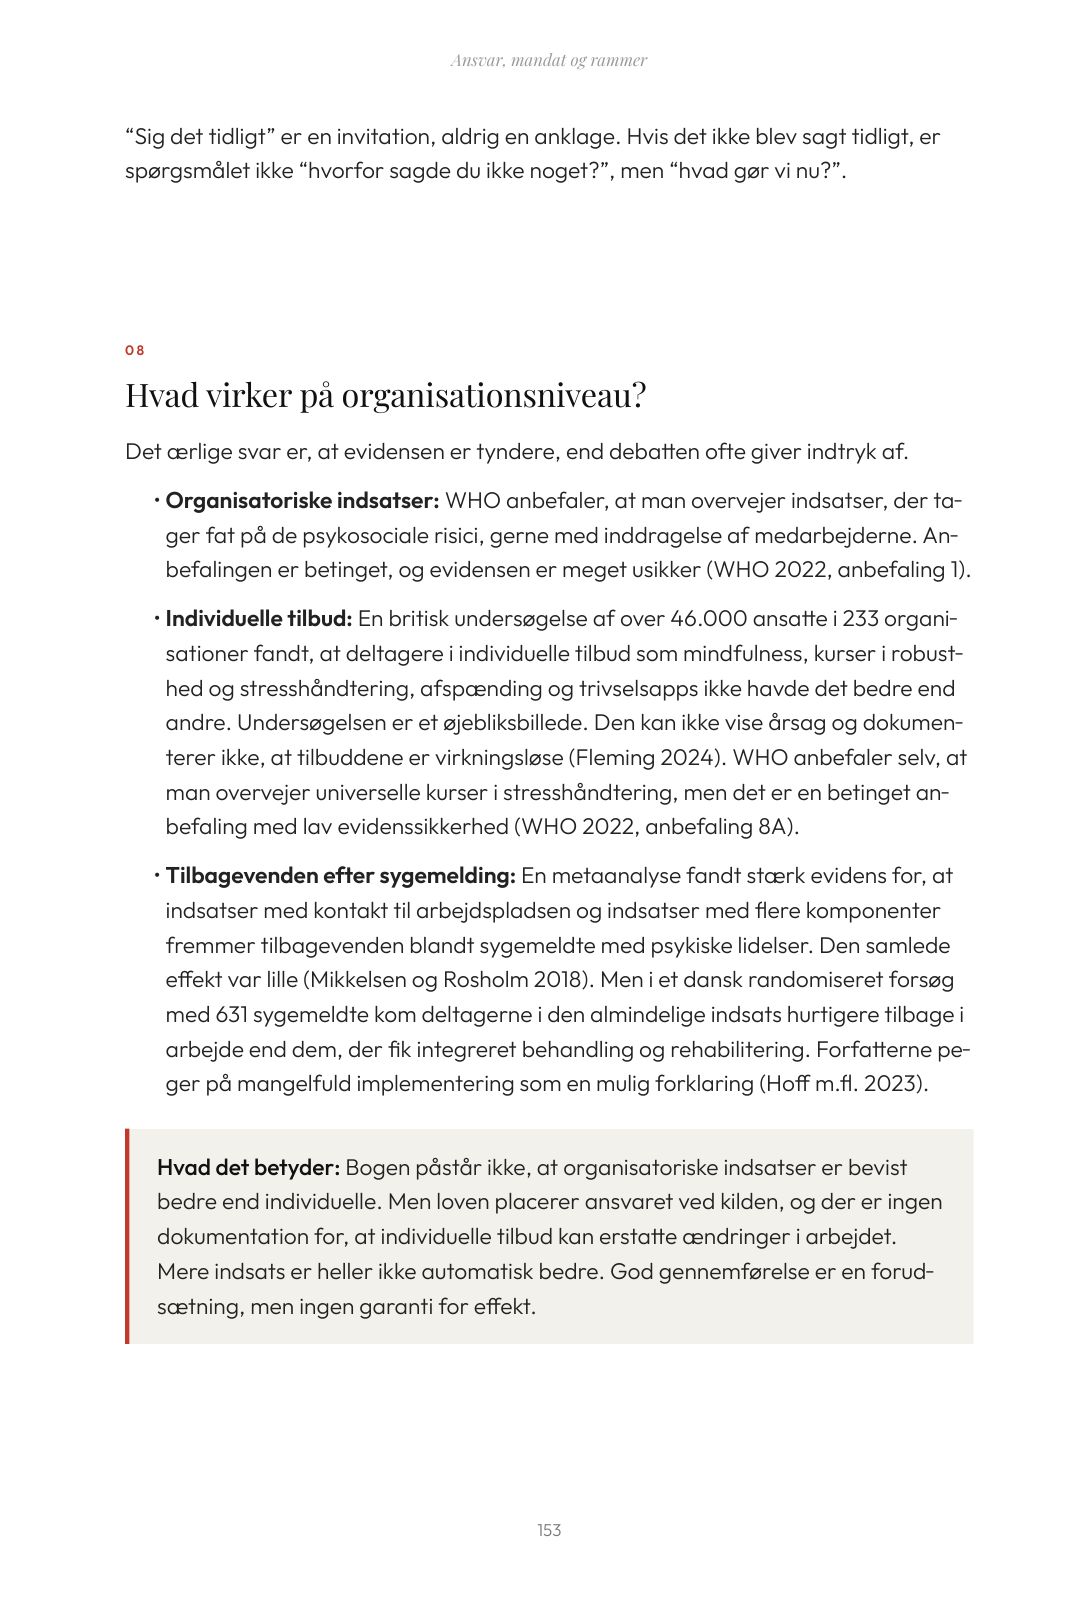 Ansvar, mandat og rammer
“Sig det tidligt” er en invitation, aldrig en anklage. Hvis det ikke blev sagt tidligt, er
spørgsmålet ikke “hvorfor sagde du ikke noget?”, men “hvad gør vi nu?”.
08
Hvad virker på organisationsniveau?
Det ærlige svar er, at evidensen er tyndere, end debatten ofte giver indtryk af.
• Organisatoriske indsatser: WHO anbefaler, at man overvejer indsatser, der ta-
ger fat på de psykosociale risici, gerne med inddragelse af medarbejderne. An-
befalingen er betinget, og evidensen er meget usikker (WHO 2022, anbefaling 1).
• Individuelle tilbud: En britisk undersøgelse af over 46.000 ansatte i 233 organi-
sationer fandt, at deltagere i individuelle tilbud som mindfulness, kurser i robust-
hed og stresshåndtering, afspænding og trivselsapps ikke havde det bedre end
andre. Undersøgelsen er et øjebliksbillede. Den kan ikke vise årsag og dokumen-
terer ikke, at tilbuddene er virkningsløse (Fleming 2024). WHO anbefaler selv, at
man overvejer universelle kurser i stresshåndtering, men det er en betinget an-
befaling med lav evidenssikkerhed (WHO 2022, anbefaling 8A).
• Tilbagevenden efter sygemelding: En metaanalyse fandt stærk evidens for, at
indsatser med kontakt til arbejdspladsen og indsatser med flere komponenter
fremmer tilbagevenden blandt sygemeldte med psykiske lidelser. Den samlede
effekt var lille (Mikkelsen og Rosholm 2018). Men i et dansk randomiseret forsøg
med 631 sygemeldte kom deltagerne i den almindelige indsats hurtigere tilbage i
arbejde end dem, der fik integreret behandling og rehabilitering. Forfatterne pe-
ger på mangelfuld implementering som en mulig forklaring (Hoff m.fl. 2023).
Hvad det betyder: Bogen påstår ikke, at organisatoriske indsatser er bevist
bedre end individuelle. Men loven placerer ansvaret ved kilden, og der er ingen
dokumentation for, at individuelle tilbud kan erstatte ændringer i arbejdet.
Mere indsats er heller ikke automatisk bedre. God gennemførelse er en forud-
sætning, men ingen garanti for effekt.
153